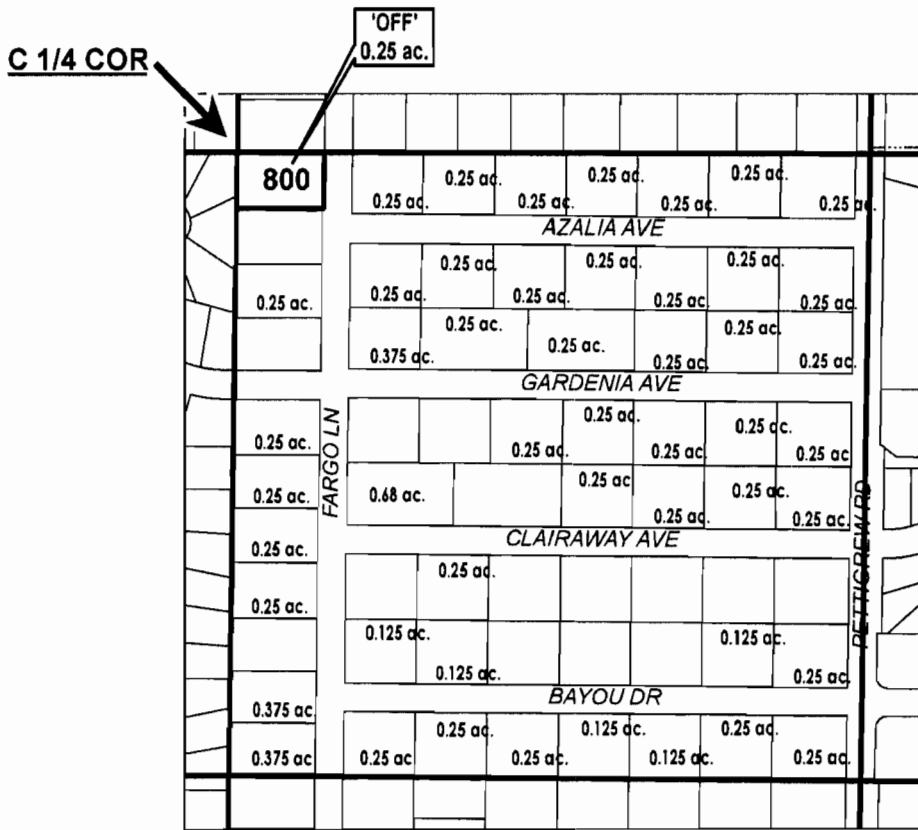 'OFF'
0.25 ac.
C 1/4 COR
800
0.25 ac. 0.25 ac. 0.25 ac.
0.25 ac. 0.25 ac. 0.25 ac. 0.25 ac.
AZALIA AVE
0.25 ac. 0.25 ac. 0.25 ac.
0.25 ac. 0.25 ac. 0.25 ac. 0.25 ac. 0.25 ac.
0.25 ac. 0.25 ac.
0.375 ac. 0.25 ac. 0.25 ac. 0.25 ac.
GARDENIA AVE
FARGO LN
0.25 ac. 0.25 ac.
0.25 ac. 0.25 ac. 0.25 ac. 0.25 ac
0.25 ac. 0.68 ac. 0.25 ac 0.25 ac.
0.25 ac. 0.25 ac.
CLAIRAWAY AVE
PETTIGREW RD
0.25 ac.
0.25 ac.
0.25 ac.
0.125 ac. 0.125 ac.
0.125 ac. 0.25 ac.
BAYOU DR
0.375 ac
0.25 ac. 0.125 ac. 0.25 ac.
0.375 ac 0.25 ac 0.25 ac. 0.125 ac. 0.25 ac.